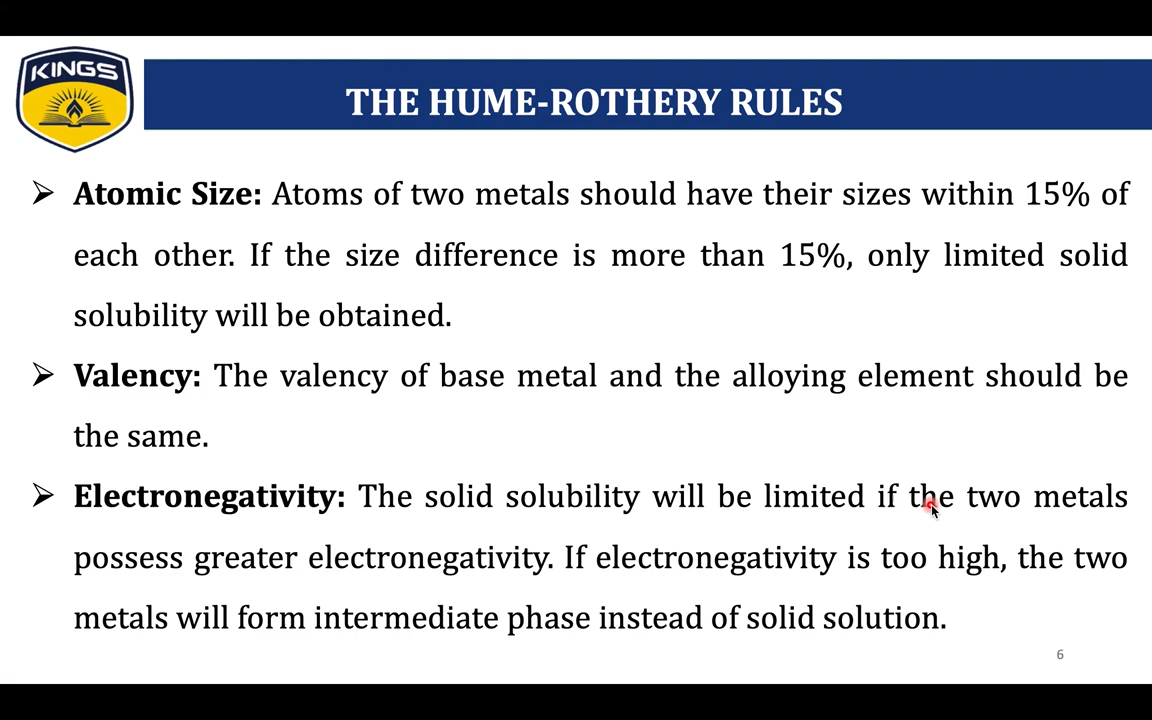 KINGS
THE HUME-ROTHERY RULES
➢ Atomic Size: Atoms of two metals should have their sizes within 15% of
each other. If the size difference is more than 15%, only limited solid
solubility will be obtained.
➢ Valency: The valency of base metal and the alloying element should be
the same.
➢ Electronegativity: The solid solubility will be limited if the two metals
possess greater electronegativity. If electronegativity is too high, the two
metals will form intermediate phase instead of solid solution.
6